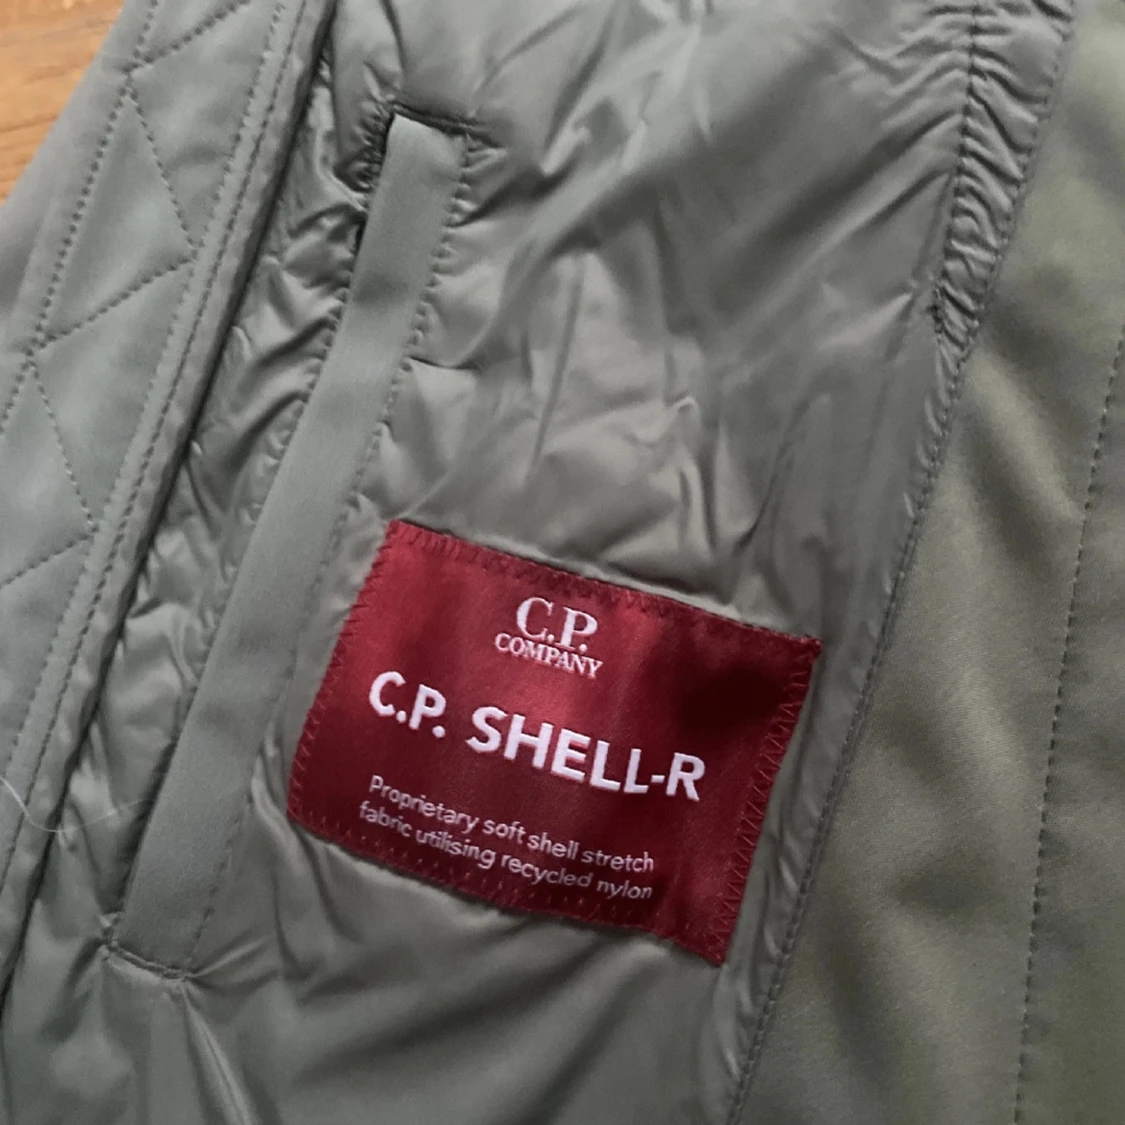 C.P.
COMPANY
C.P. SHELL-R
Proprietary soft shell stretch
fabric utilising recycled nylon